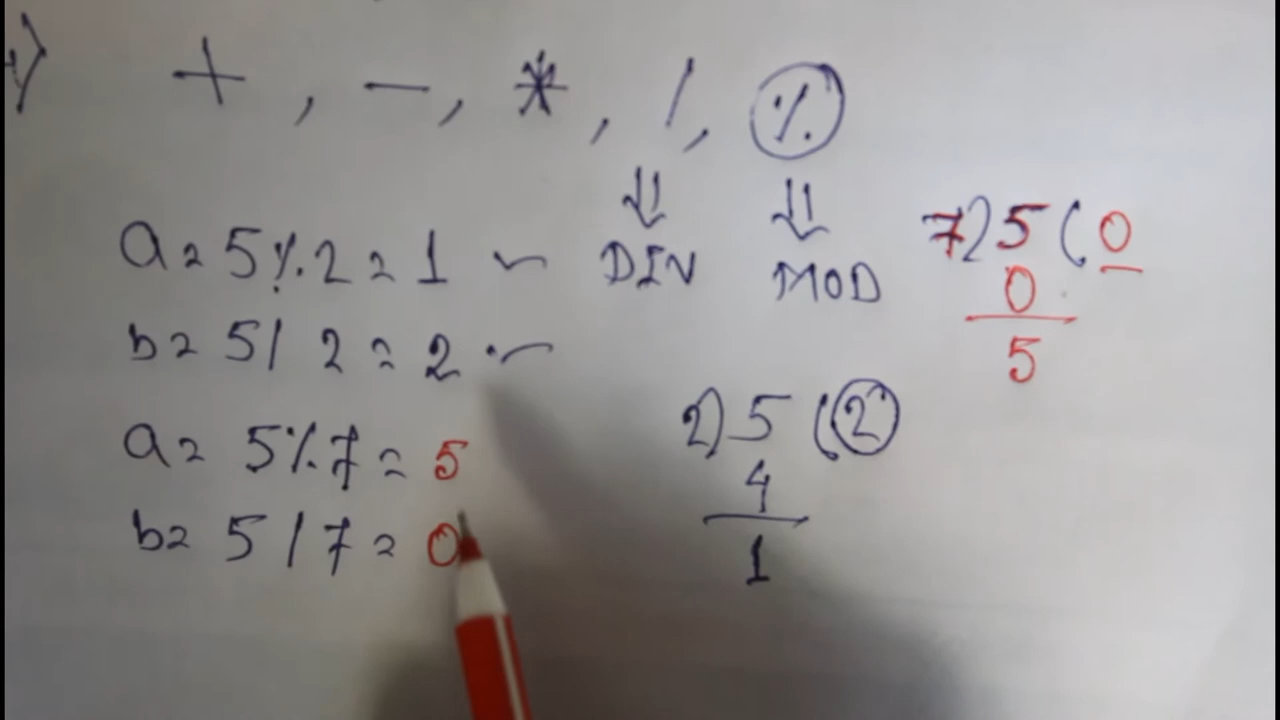 + , - , * , / , %
DIV MOD
a = 5 % 2 = 1
b = 5 / 2 = 2
a = 5 % 7 = 5
b = 5 / 7 = 0
2) 5 (2
4
1
7) 5 (0
0
5